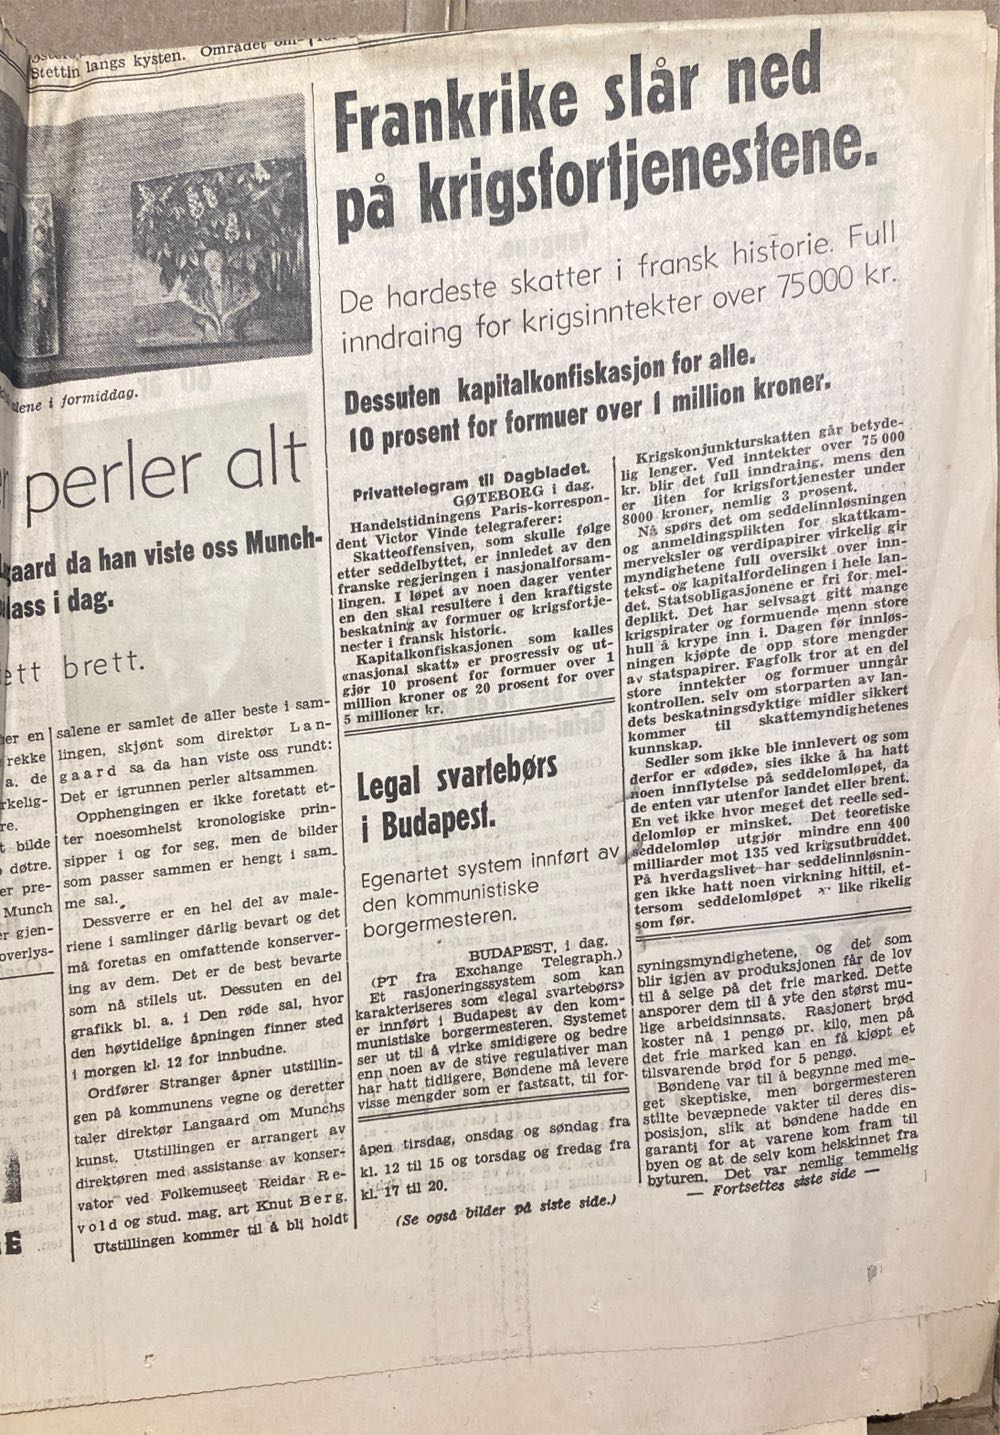 Stettin langs kysten. Området om-
lene i formiddag.
perler alt
gaard da han viste oss Munch-
lass i dag.
ett brett.
er en
rekke
a. de
rkelig-
re.
t bilde
døtre.
er pre-
Munch
r gjen-
overlys-
salene er samlet de aller beste i sam-
lingen, skjønt som direktør Lan-
gaard sa da han viste oss rundt:
Det er igrunnen perler altsammen.
Opphengingen er ikke foretatt et-
ter noesomhelst kronologiske prin-
sipper i og for seg, men de bilder
som passer sammen er hengt i sam-
me sal.
Dessverre er en hel del av male-
riene i samlinger dårlig bevart og det
må foretas en omfattende konserver-
ing av dem. Det er de best bevarte
som nå stilels ut. Dessuten en del
grafikk bl. a. i Den røde sal, hvor
den høytidelige åpningen finner sted
i morgen kl. 12 for innbudne.
Ordfører Stranger åpner utstillin-
gen på kommunens vegne og deretter
taler direktør Langaard om Munchs
kunst. Utstillingen er arrangert av
direktøren med assistanse av konser-
vator ved Folkemuseet Reidar Re-
vold og stud. mag. art Knut Berg.
Utstillingen kommer til å bli holdt
åpen tirsdag, onsdag og søndag fra
kl. 12 til 15 og torsdag og fredag fra
kl. 17 til 20.
(Se også bilder på siste side.)
Frankrike slår ned
på krigsfortjenestene.
De hardeste skatter i fransk historie. Full
inndraing for krigsinntekter over 75000 kr.
Dessuten kapitalkonfiskasjon for alle.
10 prosent for formuer over 1 million kroner.
Privattelegram til Dagbladet.
GØTEBORG i dag.
Handelstidningens Paris-korrespon-
dent Victor Vinde telegraferer:
Skatteoffensiven, som skulle følge
etter seddelbyttet, er innledet av den
franske regjeringen i nasjonalforsam-
lingen. I løpet av noen dager venter
en den skal resultere i den kraftigste
beskatning av formuer og krigsfortje-
nester i fransk historie.
Kapitalkonfiskasjonen som kalles
«nasjonal skatt» er progressiv og ut-
gjør 10 prosent for formuer over 1
million kroner og 20 prosent for over
5 millioner kr.
Krigskonjunkturskatten går betyde-
lig lenger. Ved inntekter over 75 000
kr. blir det full inndraing, mens den
er liten for krigsfortjenester under
8000 kroner, nemlig 3 prosent.
Nå spørs det om seddelinnløsningen
og anmeldingsplikten for skattkam-
merveksler og verdipapirer virkelig gir
myndighetene full oversikt over inn-
tekst- og kapitalfordelingen i hele lan-
det. Statsobligasjonene er fri for mel-
deplikt. Det har selvsagt gitt mange
krigspirater og formuende menn store
hull å krype inn i. Dagen før innløs-
ningen kjøpte de opp store mengder
av statspapirer. Fagfolk tror at en del
store inntekter og formuer unngår
kontrollen, selv om storparten av lan-
dets beskatningsdyktige midler sikkert
kommer til skattemyndighetenes
kunnskap.
Sedler som ikke ble innlevert og som
derfor er «døde», sies ikke å ha hatt
noen innflytelse på seddelomløpet, da
de enten var utenfor landet eller brent.
En vet ikke hvor meget det reelle sed-
delomløp er minsket. Det teoretiske
seddelomløp utgjør mindre enn 400
milliarder mot 135 ved krigsutbruddet.
På hverdagslivet har seddelinnløsnin-
gen ikke hatt noen virkning hittil, et-
tersom seddelomløpet er like rikelig
som før.
Legal svartebørs
i Budapest.
Egenartet system innført av
den kommunistiske
borgermesteren.
BUDAPEST, i dag.
(PT fra Exchange Telegraph.)
Et rasjoneringssystem som kan
karakteriseres som «legal svartebørs»
er innført i Budapest av den kom-
munistiske borgermesteren. Systemet
ser ut til å virke smidigere og bedre
enn noen av de stive regulativer man
har hatt tidligere. Bøndene må levere
visse mengder som er fastsatt, til for-
syningsmyndighetene, og det som
blir igjen av produksjonen får de lov
til å selge på det frie marked. Dette
ansporer dem til å yte den størst mu-
lige arbeidsinnsats. Rasjonert brød
koster nå 1 pengø pr. kilo, men på
det frie marked kan en få kjøpt et
tilsvarende brød for 5 pengø.
Bøndene var til å begynne med me-
get skeptiske, men borgermesteren
stilte bevæpnede vakter til deres dis-
posisjon, slik at bøndene hadde en
garanti for at varene kom fram til
byen og at de selv kom helskinnet fra
byturen. Det var nemlig temmelig
— Fortsettes siste side —